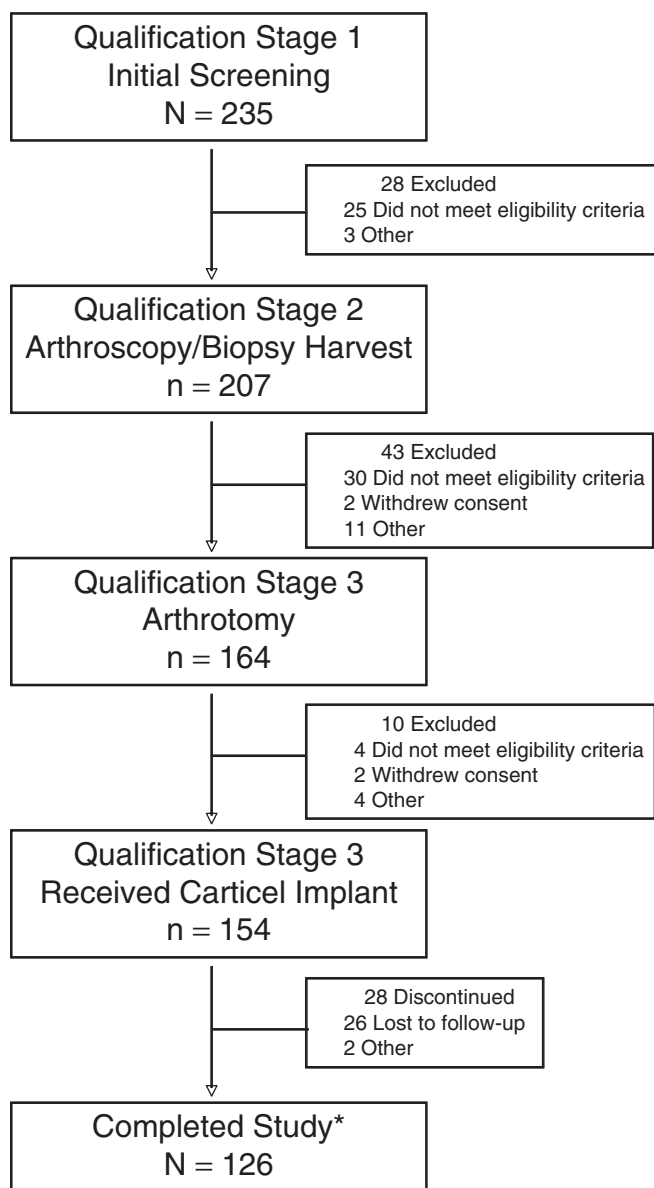 Qualification Stage 1
Initial Screening
N = 235
28 Excluded
25 Did not meet eligibility criteria
3 Other
Qualification Stage 2
Arthroscopy/Biopsy Harvest
n = 207
43 Excluded
30 Did not meet eligibility criteria
2 Withdrew consent
11 Other
Qualification Stage 3
Arthrotomy
n = 164
10 Excluded
4 Did not meet eligibility criteria
2 Withdrew consent
4 Other
Qualification Stage 3
Received Carticel Implant
n = 154
28 Discontinued
26 Lost to follow-up
2 Other
Completed Study*
N = 126